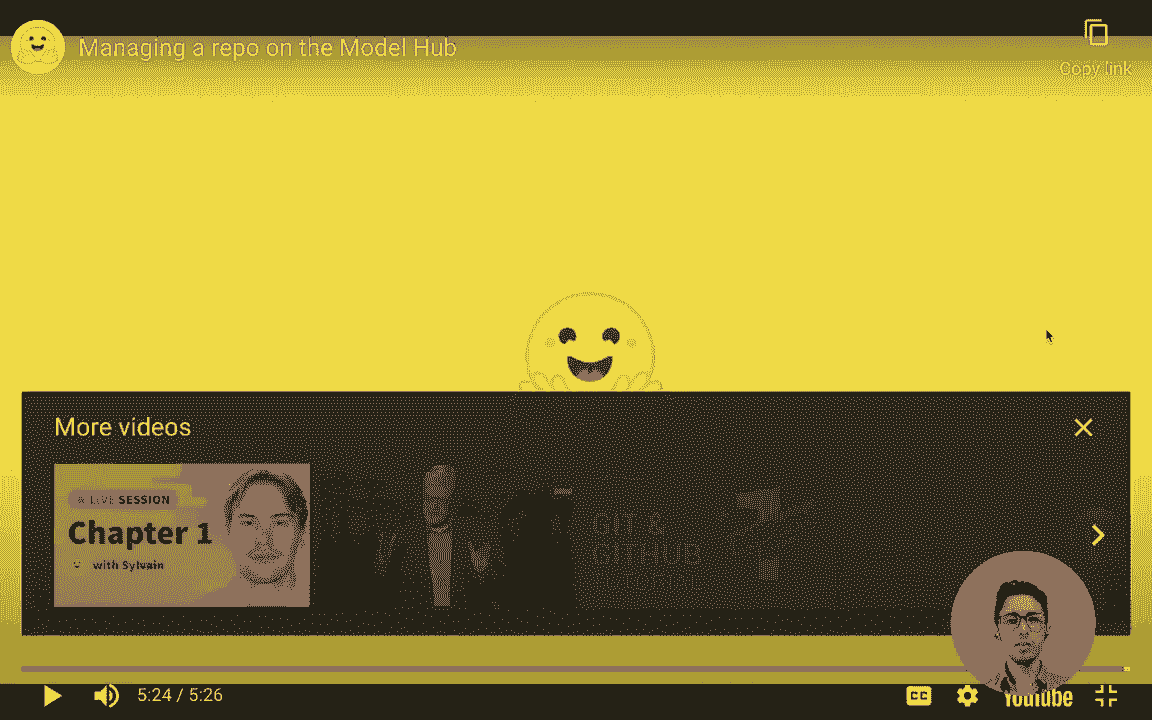 Managing a repo on the Model Hub
Copy link
More videos
LIVE SESSION
Chapter 1
with Sylvain
GIT &
GITHUB
5:24 / 5:26
CC
YouTube